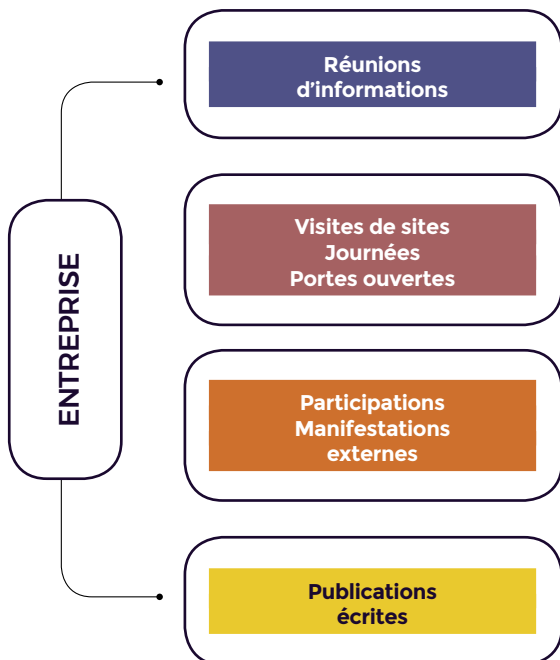 ENTREPRISE
Réunions
d'informations
Visites de sites
Journées
Portes ouvertes
Participations
Manifestations
externes
Publications
écrites